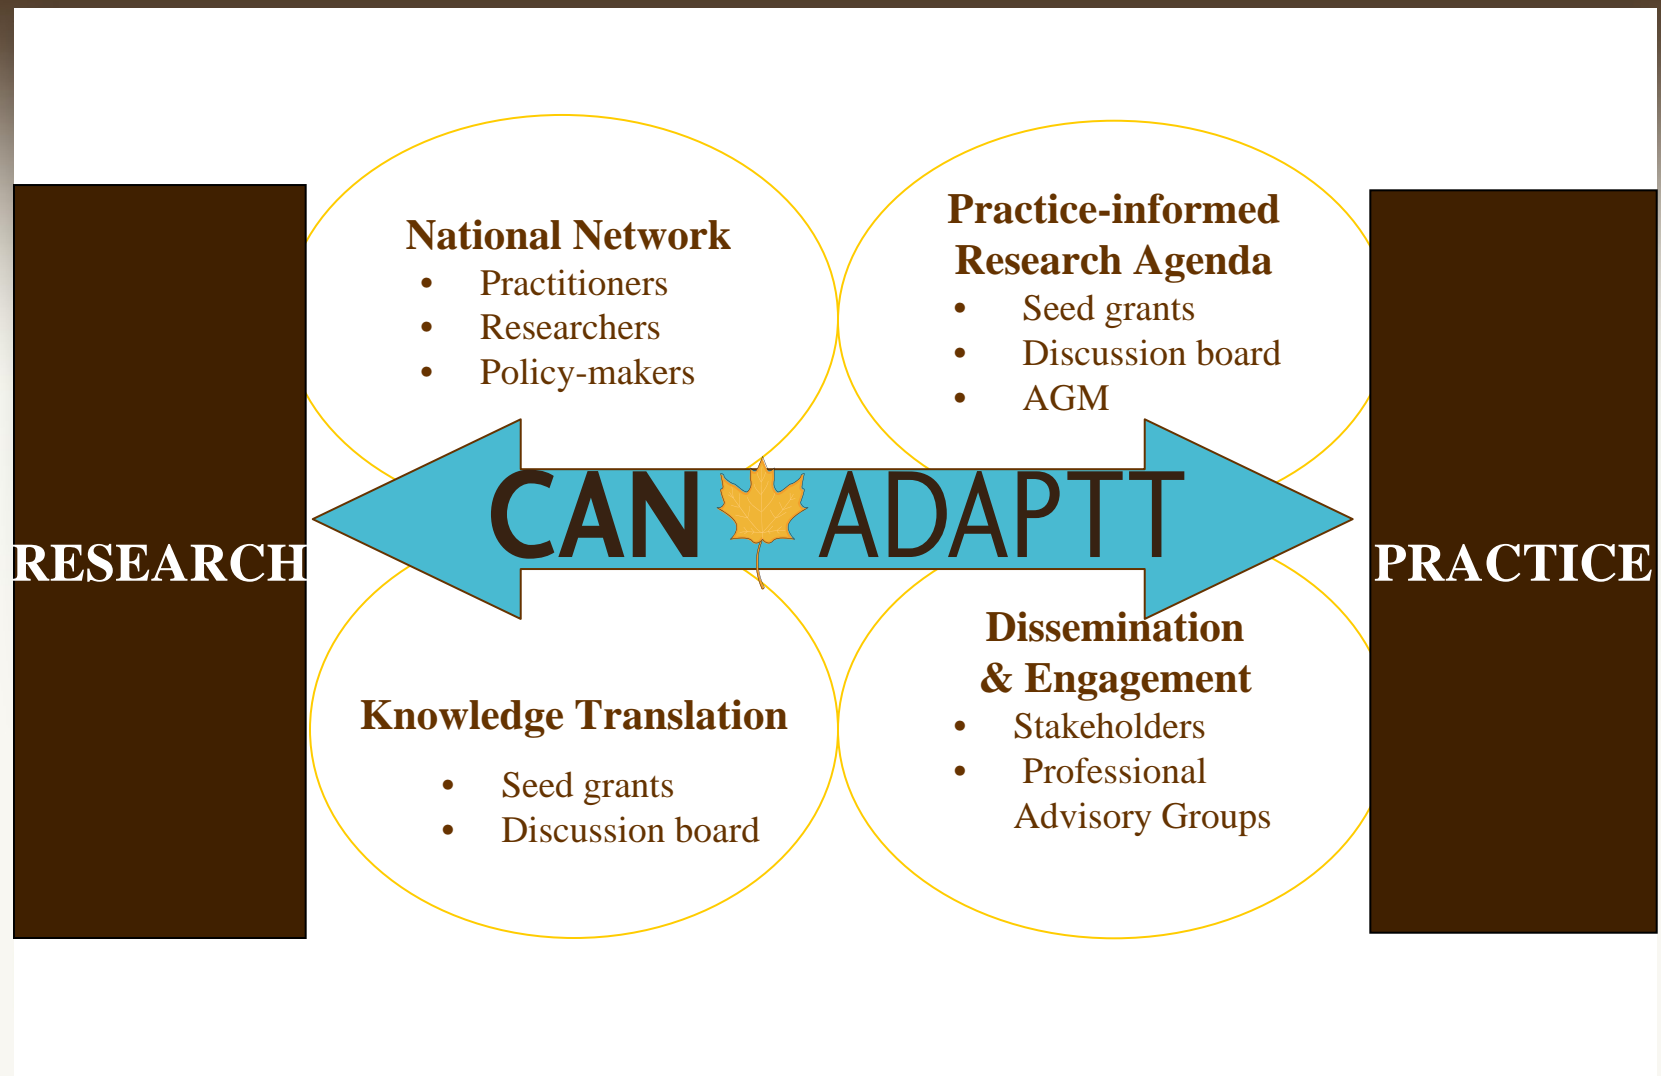 RESEARCH
National Network
• Practitioners
• Researchers
• Policy-makers
Practice-informed
Research Agenda
• Seed grants
• Discussion board
• AGM
CAN ADAPTT
Knowledge Translation
• Seed grants
• Discussion board
Dissemination
& Engagement
• Stakeholders
• Professional
Advisory Groups
PRACTICE